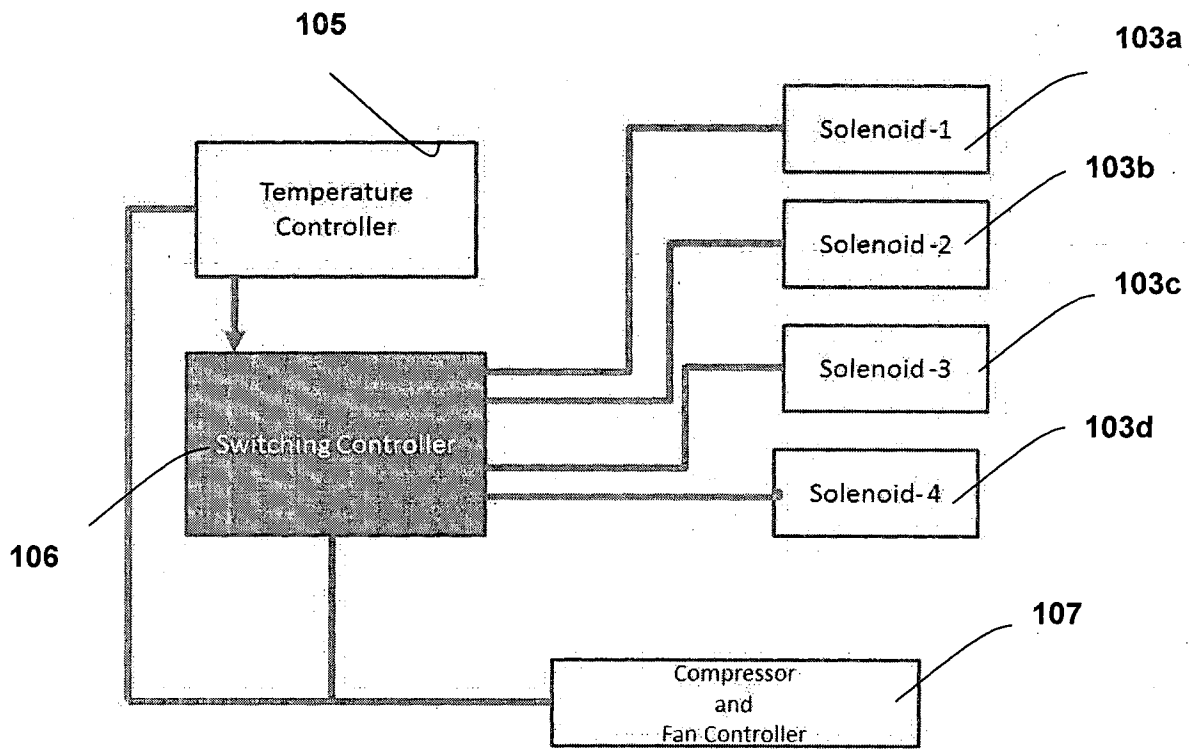 105
103a
Solenoid -1
Temperature
Controller
103b
Solenoid -2
103c
Solenoid -3
Switching Controller
103d
Solenoid- 4
106
107
Compressor
and
Fan Controller